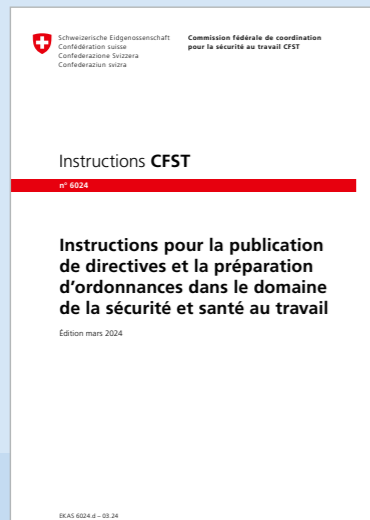 Schweizerische Eidgenossenschaft
Confédération suisse
Confederazione Svizzera
Confederaziun svizra
Commission fédérale de coordination
pour la sécurité au travail CFST
Instructions CFST
n° 6024
Instructions pour la publication
de directives et la préparation
d'ordonnances dans le domaine
de la sécurité et santé au travail
Édition mars 2024
EKAS 6024.d – 03.24